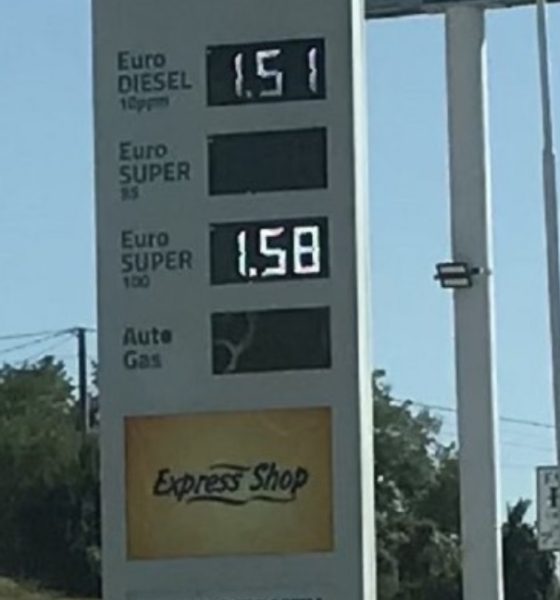 Euro
DIESEL
10ppm
1.51
Euro
SUPER
95
Euro
SUPER
100
1.58
Auto
Gas
Express Shop